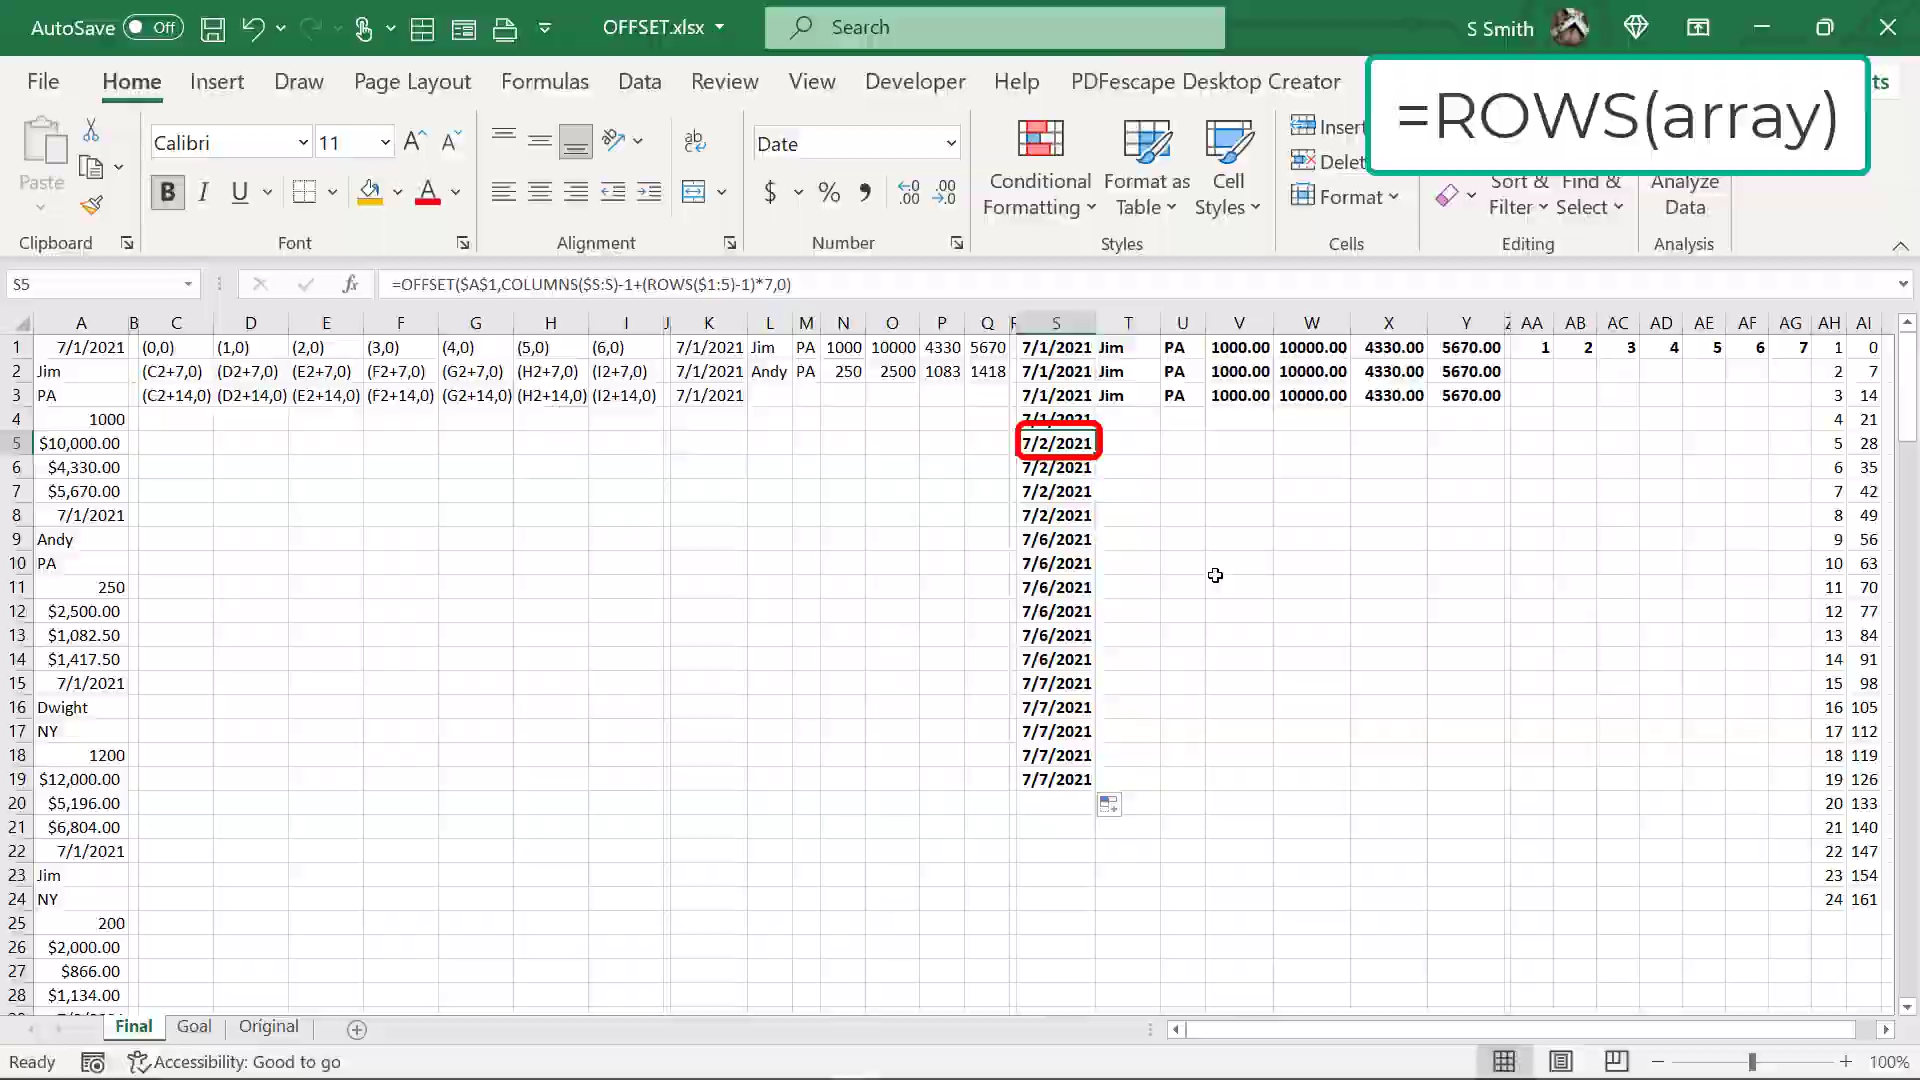 AutoSave Off OFFSET.xlsx Search S Smith
File Home Insert Draw Page Layout Formulas Data Review View Developer Help PDFescape Desktop Creator ts
=ROWS(array)
Paste Calibri 11 B I U A A A ab Date $ % , .00 .00
Conditional Formatting Format as Table Cell Styles Insert Delet Format Sort & Filter Find & Select Analyze Data
Clipboard Font Alignment Number Styles Cells Editing Analysis
S5 fx =OFFSET($A$1,COLUMNS($S:S)-1+(ROWS($1:5)-1)*7,0)
A B C D E F G H I J K L M N O P Q S T U V W X Y Z AA AB AC AD AE AF AG AH AI
1 7/1/2021 (0,0) (1,0) (2,0) (3,0) (4,0) (5,0) (6,0) 7/1/2021 Jim PA 1000 10000 4330 5670 7/1/2021 Jim PA 1000.00 10000.00 4330.00 5670.00 1 2 3 4 5 6 7 1 0
2 Jim (C2+7,0) (D2+7,0) (E2+7,0) (F2+7,0) (G2+7,0) (H2+7,0) (I2+7,0) 7/1/2021 Andy PA 250 2500 1083 1418 7/1/2021 Jim PA 1000.00 10000.00 4330.00 5670.00 2 7
3 PA (C2+14,0) (D2+14,0) (E2+14,0) (F2+14,0) (G2+14,0) (H2+14,0) (I2+14,0) 7/1/2021 7/1/2021 Jim PA 1000.00 10000.00 4330.00 5670.00 3 14
4 1000 7/1/2021 4 21
5 $10,000.00 7/2/2021 5 28
6 $4,330.00 7/2/2021 6 35
7 $5,670.00 7/2/2021 7 42
8 7/1/2021 7/2/2021 8 49
9 Andy 7/6/2021 9 56
10 PA 7/6/2021 10 63
11 250 7/6/2021 11 70
12 $2,500.00 7/6/2021 12 77
13 $1,082.50 7/6/2021 13 84
14 $1,417.50 7/6/2021 14 91
15 7/1/2021 7/7/2021 15 98
16 Dwight 7/7/2021 16 105
17 NY 7/7/2021 17 112
18 1200 7/7/2021 18 119
19 $12,000.00 7/7/2021 19 126
20 $5,196.00 20 133
21 $6,804.00 21 140
22 7/1/2021 22 147
23 Jim 23 154
24 NY 24 161
25 200
26 $2,000.00
27 $866.00
28 $1,134.00
Final Goal Original
Ready Accessibility: Good to go 100%